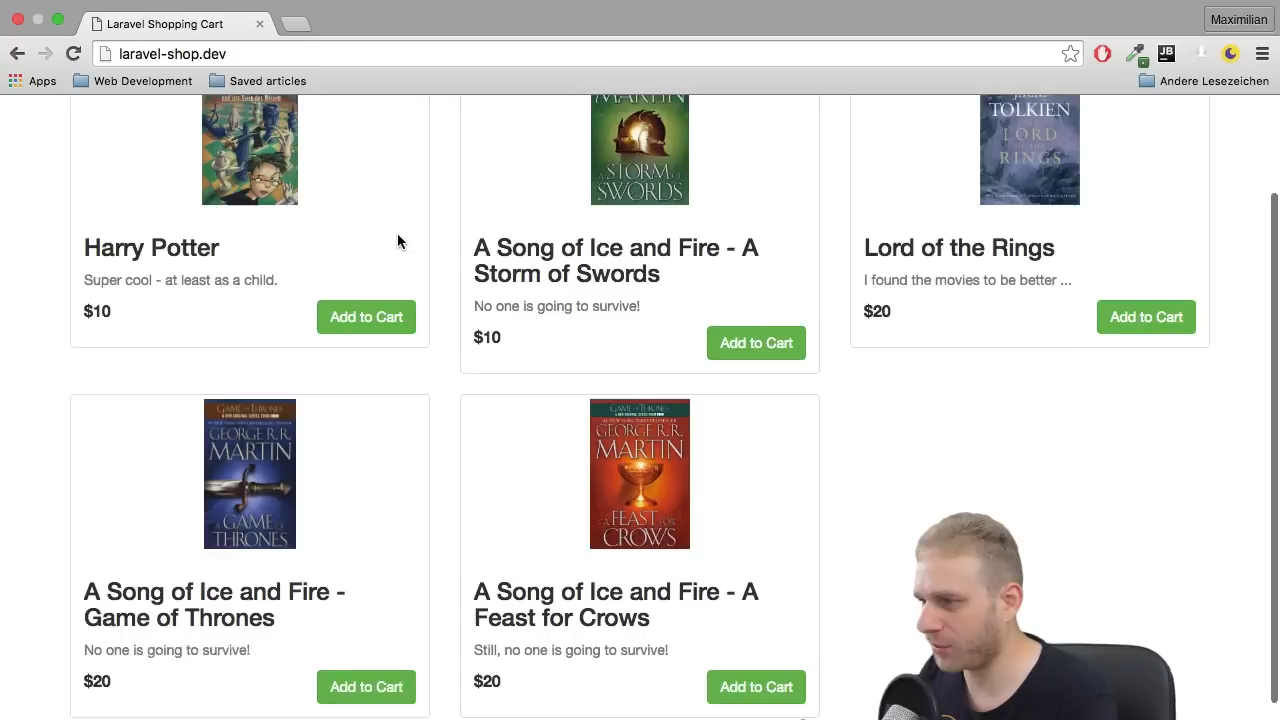 Laravel Shopping Cart
Maximilian
laravel-shop.dev
JB
Apps
Web Development
Saved articles
Andere Lesezeichen
MARTIN
A STORM OF
SWORDS
TOLKIEN
LORD
OF THE
RINGS
Harry Potter
Super cool - at least as a child.
$10
Add to Cart
A Song of Ice and Fire - A
Storm of Swords
No one is going to survive!
$10
Add to Cart
Lord of the Rings
I found the movies to be better ...
$20
Add to Cart
GAME OF THRONES
GEORGE R.R.
MARTIN
A GAME OF
THRONES
GAME OF THRONES
GEORGE R.R.
MARTIN
A FEAST FOR
CROWS
A Song of Ice and Fire -
Game of Thrones
No one is going to survive!
$20
Add to Cart
A Song of Ice and Fire - A
Feast for Crows
Still, no one is going to survive!
$20
Add to Cart